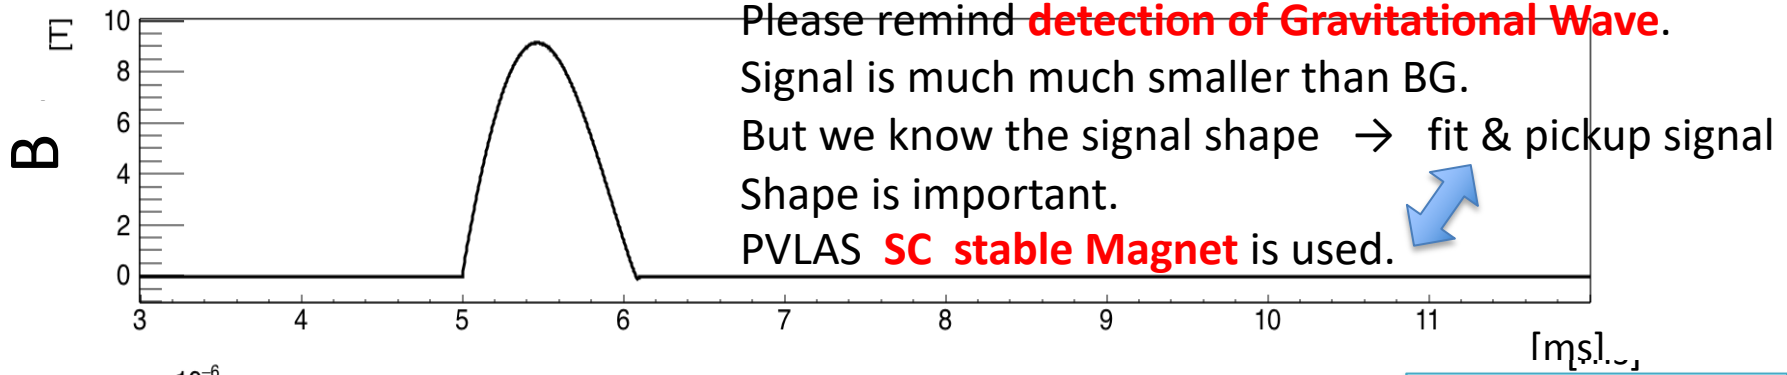 Please remind detection of Gravitational Wave.
Signal is much much smaller than BG.
But we know the signal shape → fit & pickup signal
Shape is important.
PVLAS SC stable Magnet is used.
B [T]
10
8
6
4
2
0
3 4 5 6 7 8 9 10 11
[ms]